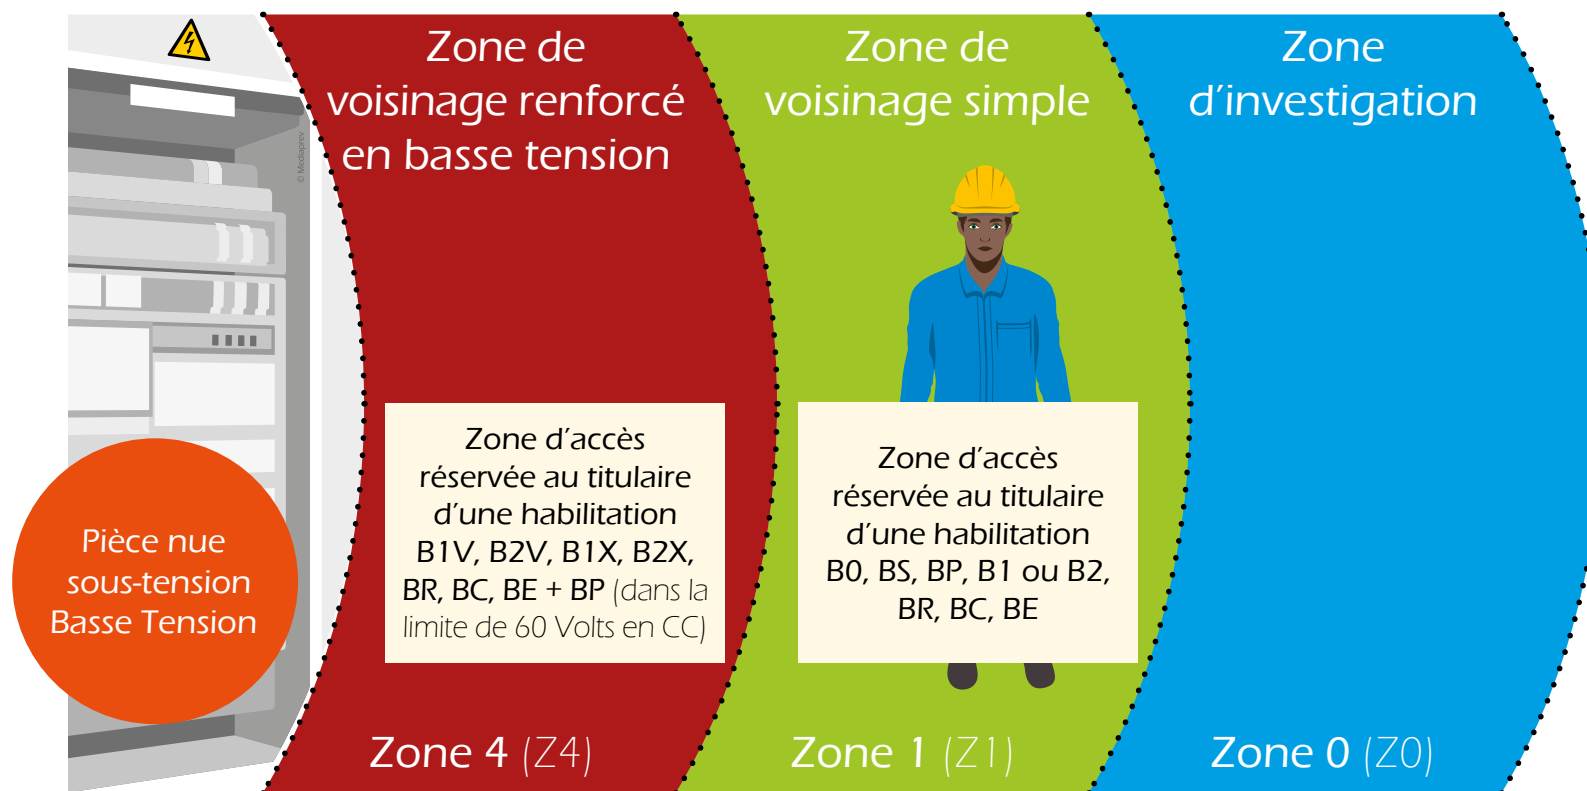 Zone de
voisinage renforcé
en basse tension
Zone de
voisinage simple
Zone
d'investigation
© Mediaprev
Pièce nue
sous-tension
Basse Tension
Zone d'accès
réservée au titulaire
d'une habilitation
B1V, B2V, B1X, B2X,
BR, BC, BE + BP (dans la
limite de 60 Volts en CC)
Zone d'accès
réservée au titulaire
d'une habilitation
B0, BS, BP, B1 ou B2,
BR, BC, BE
Zone 4 (Z4)
Zone 1 (Z1)
Zone 0 (Z0)